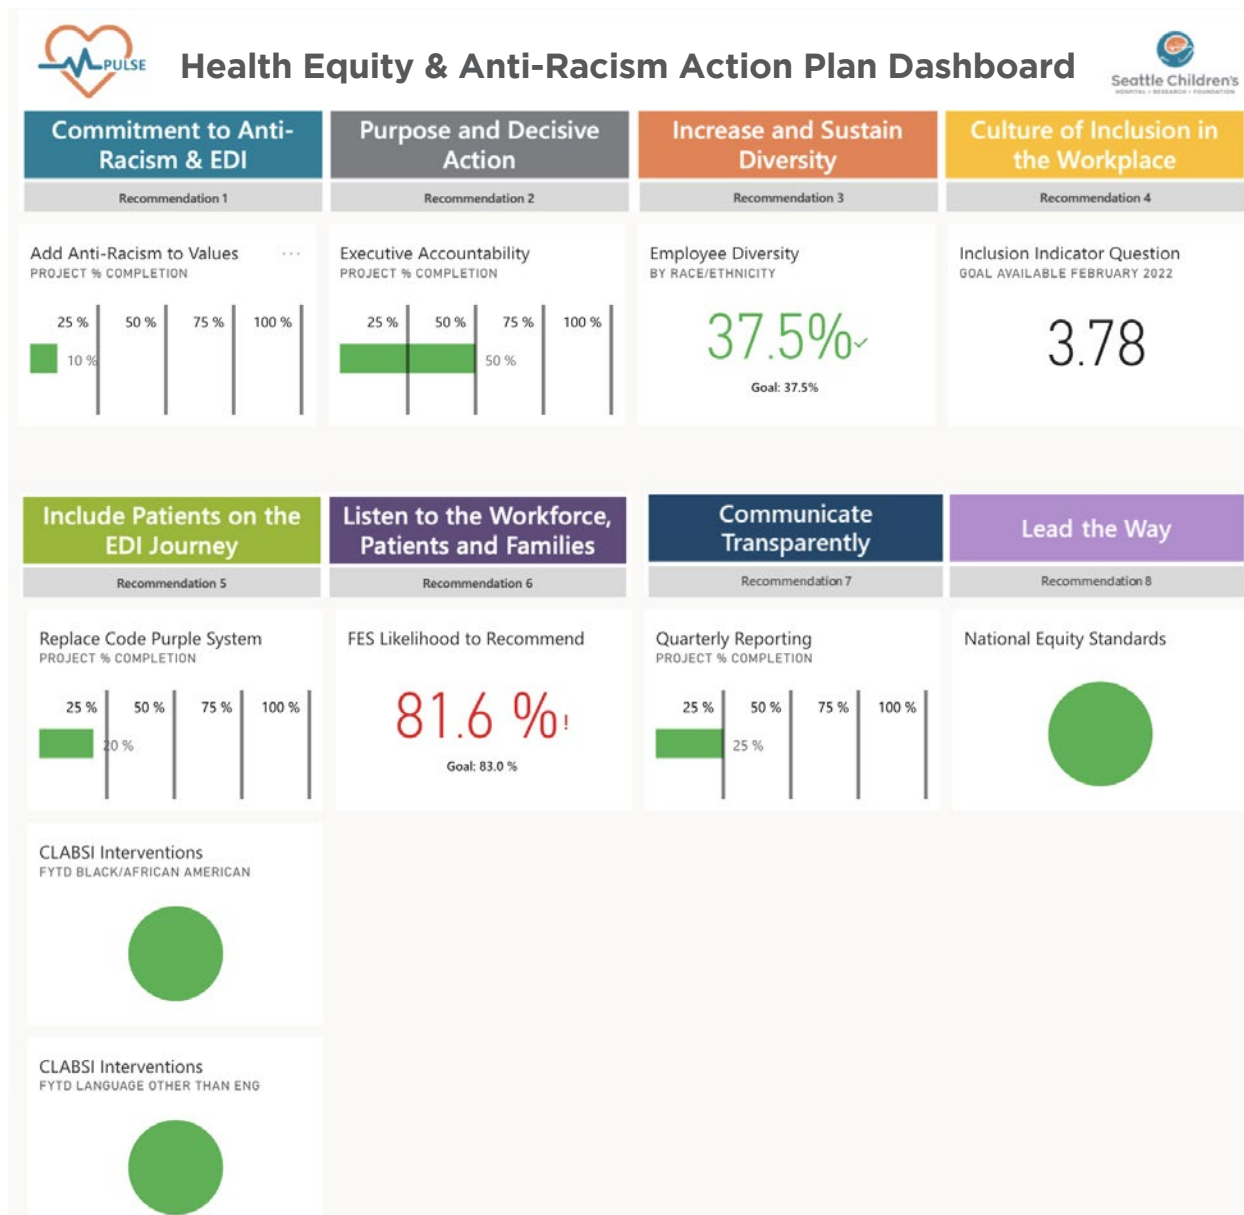 PULSE
Health Equity & Anti-Racism Action Plan Dashboard
Seattle Children's
HOSPITAL • RESEARCH • FOUNDATION
Commitment to Anti-
Racism & EDI
Recommendation 1
Purpose and Decisive
Action
Recommendation 2
Increase and Sustain
Diversity
Recommendation 3
Culture of Inclusion in
the Workplace
Recommendation 4
Add Anti-Racism to Values
...
PROJECT % COMPLETION
25 % 50 % 75 % 100 %
10 %
Executive Accountability
PROJECT % COMPLETION
25 % 50 % 75 % 100 %
50 %
Employee Diversity
BY RACE/ETHNICITY
37.5%
Goal: 37.5%
Inclusion Indicator Question
GOAL AVAILABLE FEBRUARY 2022
3.78
Include Patients on the
EDI Journey
Recommendation 5
Listen to the Workforce,
Patients and Families
Recommendation 6
Communicate
Transparently
Recommendation 7
Lead the Way
Recommendation 8
Replace Code Purple System
PROJECT % COMPLETION
25 % 50 % 75 % 100 %
20 %
FES Likelihood to Recommend
81.6 %!
Goal: 83.0 %
Quarterly Reporting
PROJECT % COMPLETION
25 % 50 % 75 % 100 %
25 %
National Equity Standards
CLABSI Interventions
FYTD BLACK/AFRICAN AMERICAN
CLABSI Interventions
FYTD LANGUAGE OTHER THAN ENG